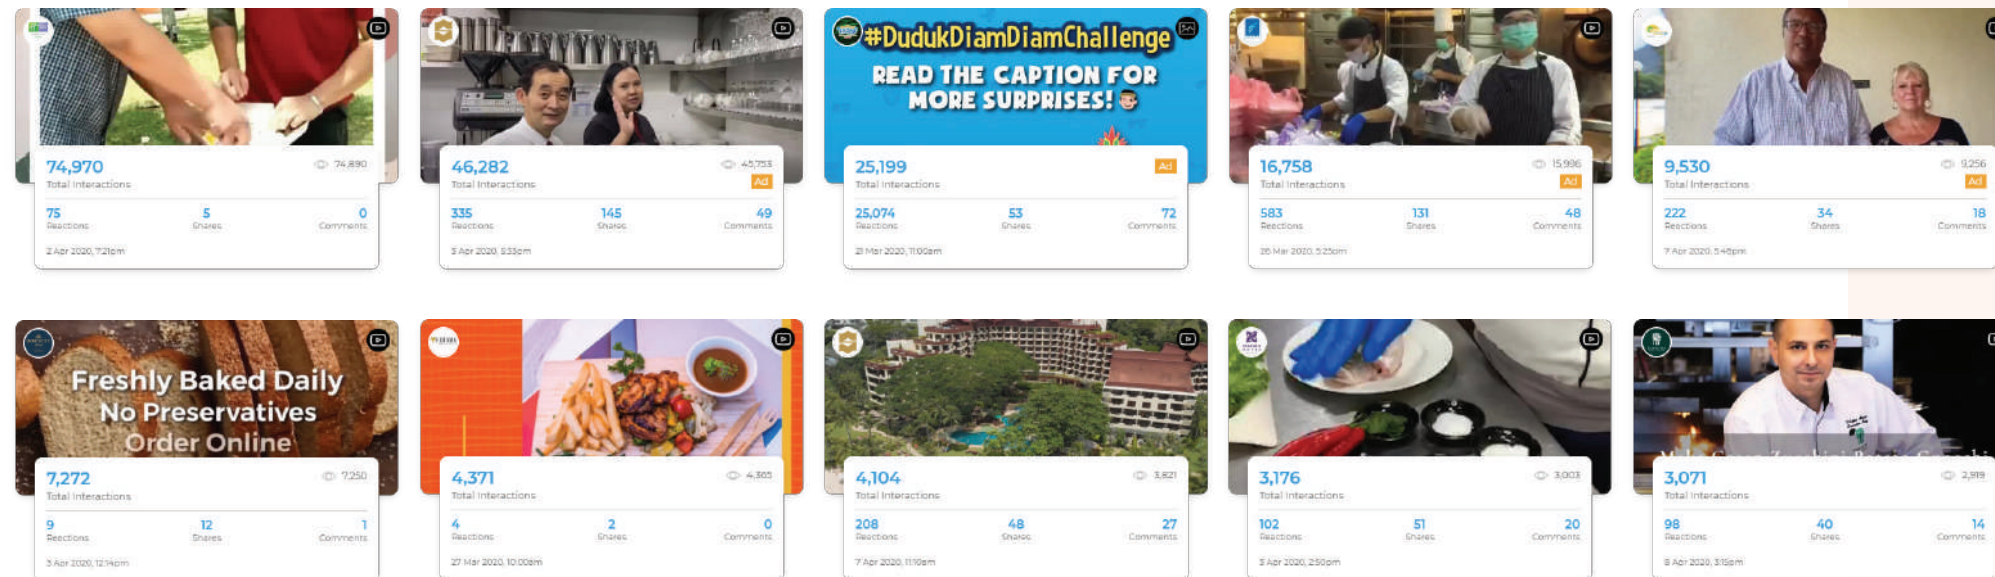 #DudukDiamDiamChallenge
READ THE CAPTION FOR
MORE SURPRISES!
74,970
74,890
Total Interactions
75
5
0
Reactions
Shares
Comments
2 Apr 2020, 7:21pm
46,282
45,753
Total Interactions
Ad
335
145
49
Reactions
Shares
Comments
3 Apr 2020, 5:33pm
25,199
Ad
Total Interactions
25,074
53
72
Reactions
Shares
Comments
21 Mar 2020, 11:00am
16,758
15,996
Total Interactions
Ad
583
131
48
Reactions
Shares
Comments
26 Mar 2020, 5:25pm
9,530
9,256
Total Interactions
Ad
222
34
18
Reactions
Shares
Comments
7 Apr 2020, 5:48pm
Freshly Baked Daily
No Preservatives
Order Online
7,272
7,250
Total Interactions
9
12
1
Reactions
Shares
Comments
3 Apr 2020, 12:14pm
4,371
4,365
Total Interactions
4
2
0
Reactions
Shares
Comments
27 Mar 2020, 10:00am
4,104
3,821
Total Interactions
208
48
27
Reactions
Shares
Comments
7 Apr 2020, 11:10am
3,176
3,003
Total Interactions
102
51
20
Reactions
Shares
Comments
3 Apr 2020, 2:50pm
3,071
2,919
Total Interactions
98
40
14
Reactions
Shares
Comments
8 Apr 2020, 3:15pm